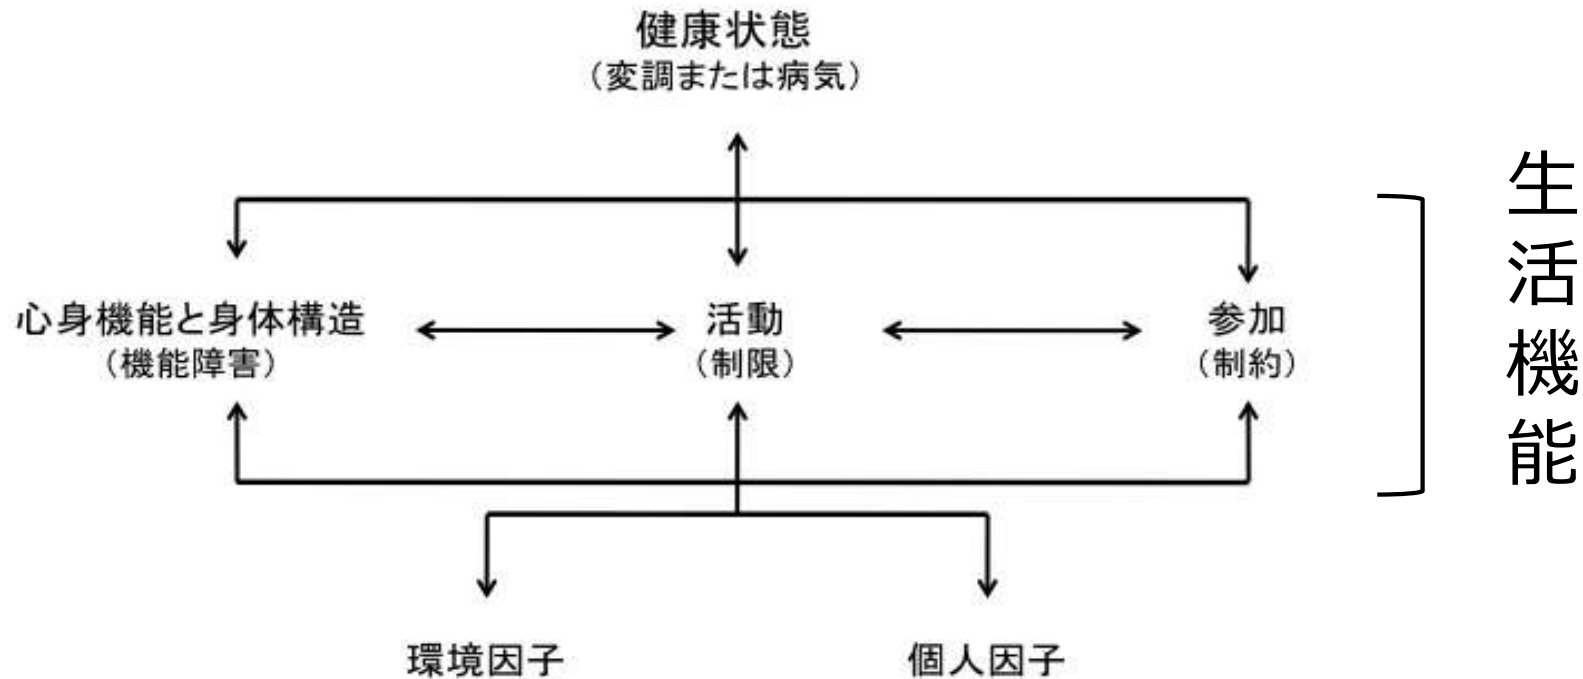 健康状態
（変調または病気）
心身機能と身体構造
（機能障害）
活動
（制限）
参加
（制約）
生活機能
環境因子
個人因子